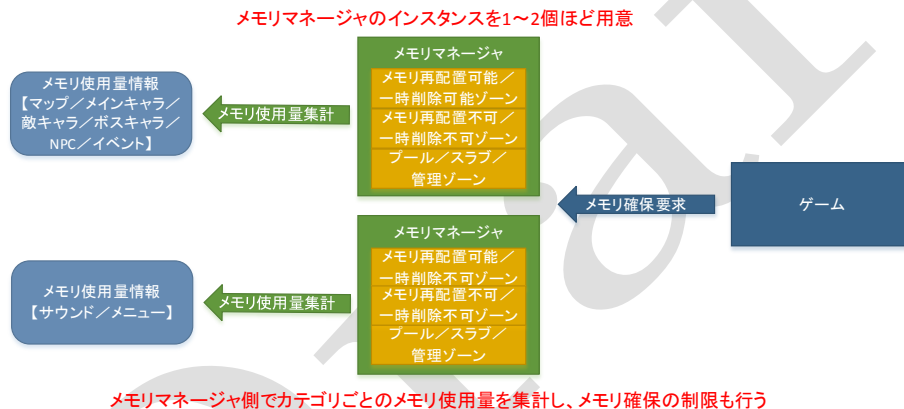 メモリマネージャのインスタンスを1～2個ほど用意
メモリマネージャ
メモリ再配置可能／
一時削除可能ゾーン
メモリ再配置不可／
一時削除不可ゾーン
プール／スラブ／
管理ゾーン
メモリ使用量集計
メモリ使用量情報
【マップ／メインキャラ／
敵キャラ／ボスキャラ／
NPC／イベント】
メモリ確保要求
ゲーム
メモリマネージャ
メモリ再配置可能／
一時削除不可ゾーン
メモリ再配置不可／
一時削除不可ゾーン
プール／スラブ／
管理ゾーン
メモリ使用量集計
メモリ使用量情報
【サウンド／メニュー】
メモリマネージャ側でカテゴリごとのメモリ使用量を集計し、メモリ確保の制限も行う